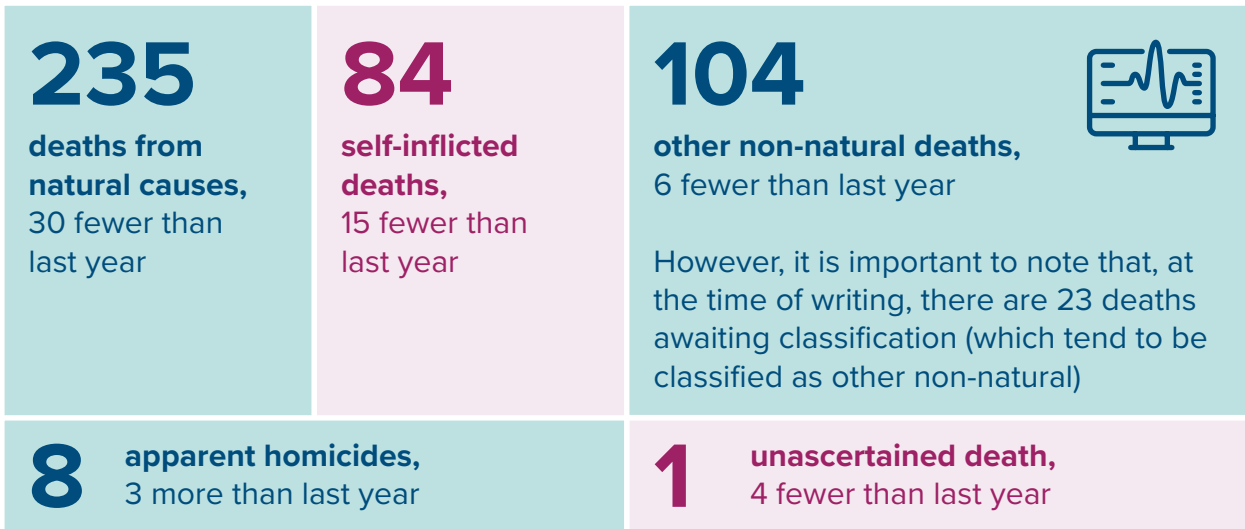 235
deaths from
natural causes,
30 fewer than
last year
84
self-inflicted
deaths,
15 fewer than
last year
104
other non-natural deaths,
6 fewer than last year
However, it is important to note that, at
the time of writing, there are 23 deaths
awaiting classification (which tend to be
classified as other non-natural)
8
apparent homicides,
3 more than last year
1
unascertained death,
4 fewer than last year